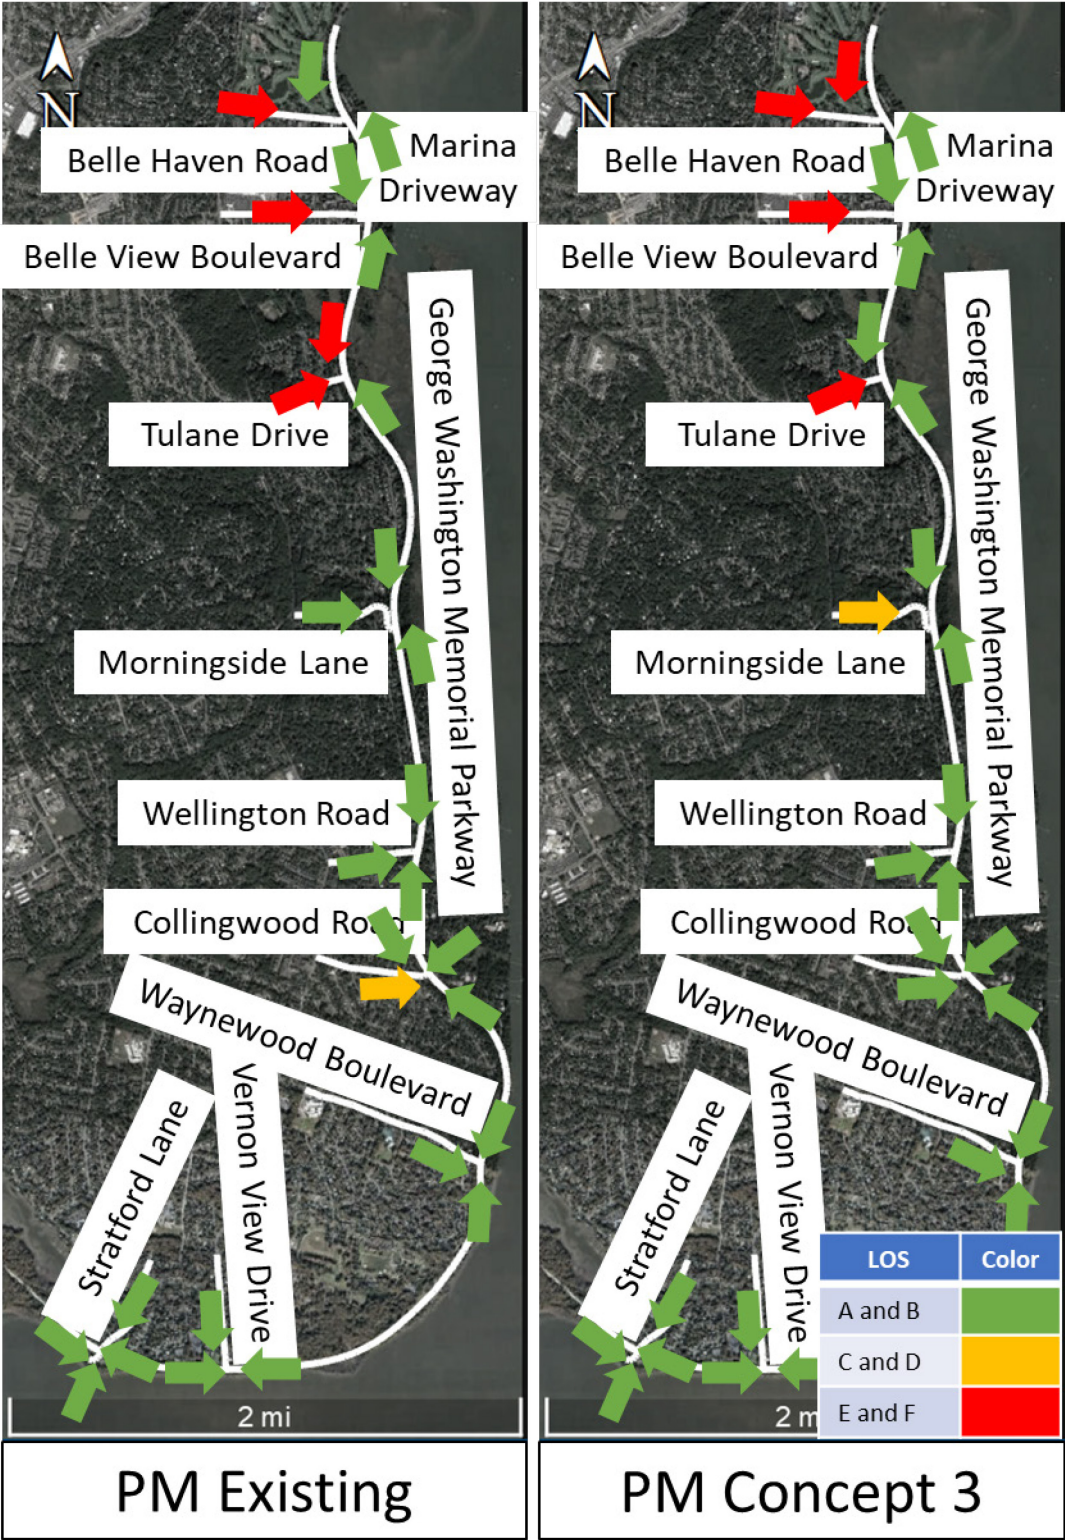 N
Belle Haven Road
Marina
Driveway
Belle View Boulevard
George Washington Memorial Parkway
Tulane Drive
Morningside Lane
Wellington Road
Collingwood Road
Waynewood Boulevard
Vernon View Drive
Stratford Lane
2 mi
PM Existing
N
Belle Haven Road
Marina
Driveway
Belle View Boulevard
George Washington Memorial Parkway
Tulane Drive
Morningside Lane
Wellington Road
Collingwood Road
Waynewood Boulevard
Vernon View Drive
Stratford Lane
2 m
LOS Color
A and B
C and D
E and F
PM Concept 3